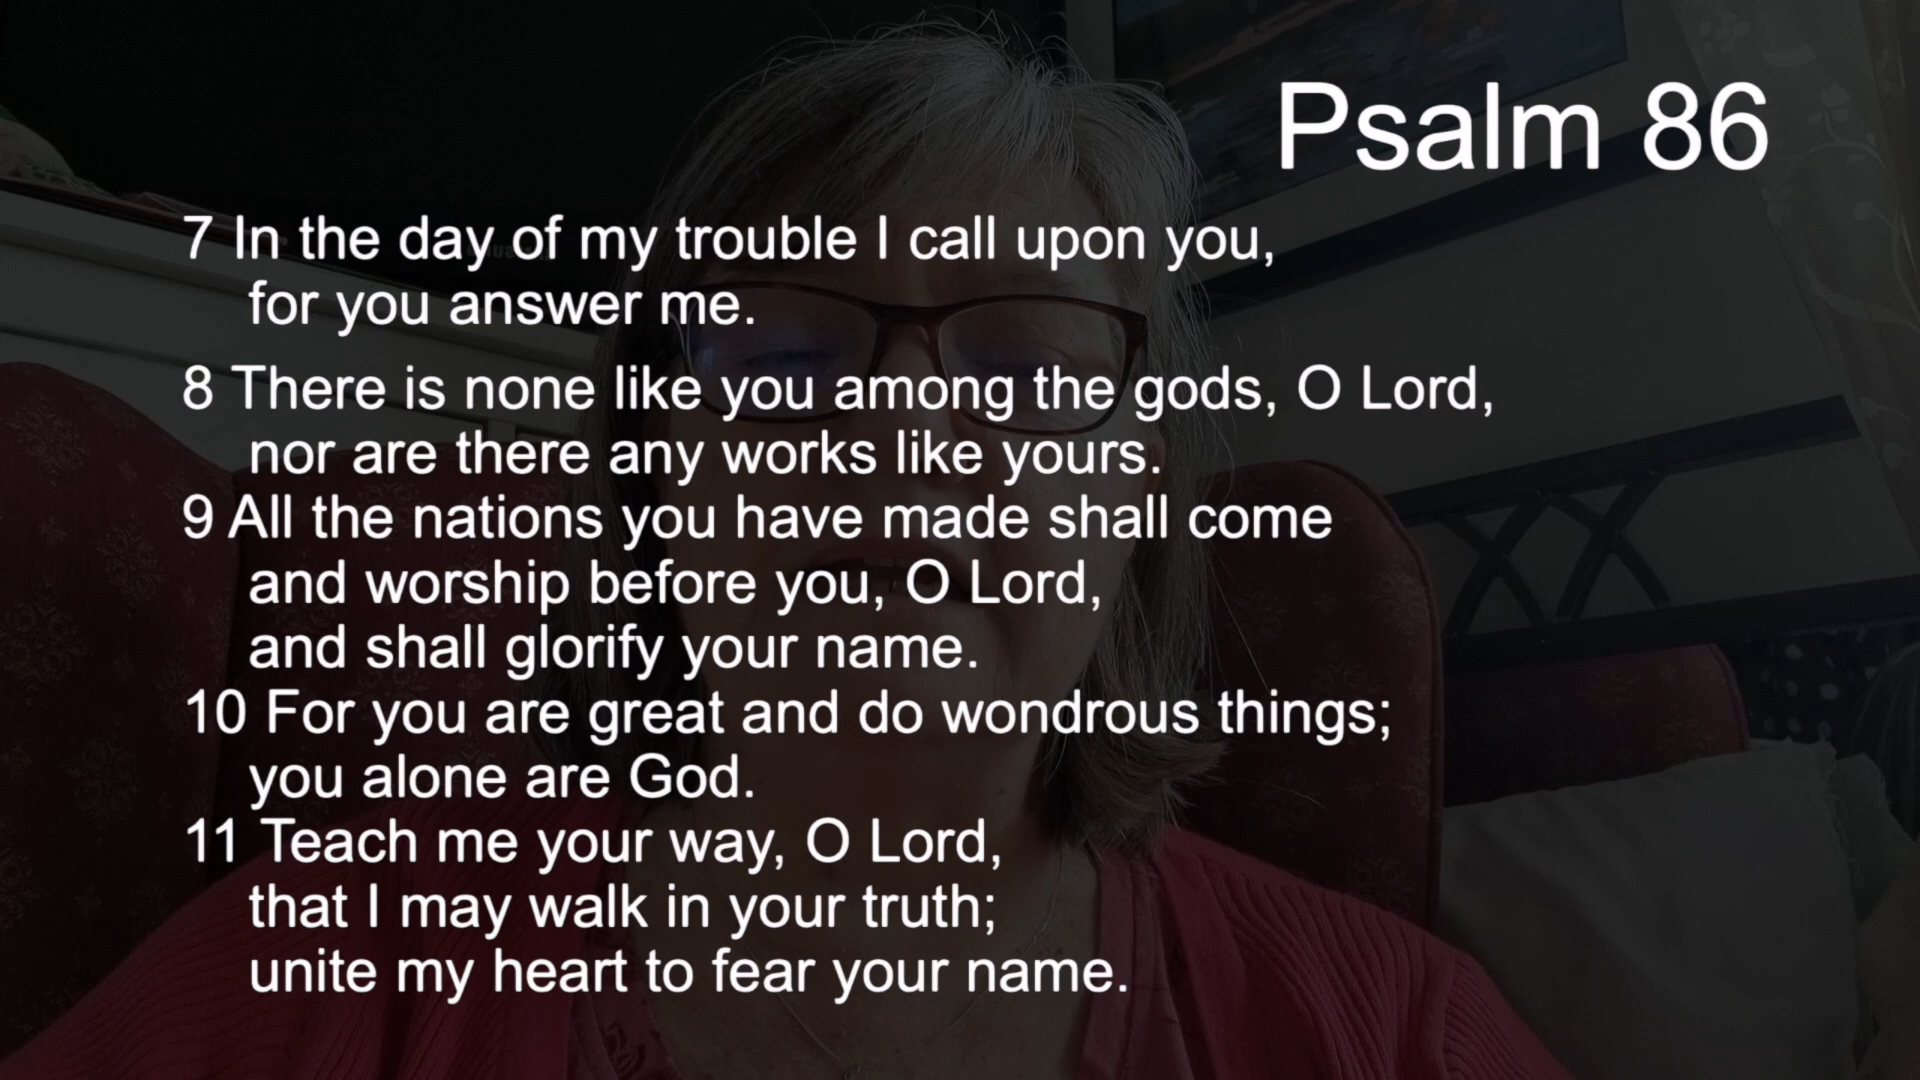 Psalm 86
7 In the day of my trouble I call upon you,
for you answer me.
8 There is none like you among the gods, O Lord,
nor are there any works like yours.
9 All the nations you have made shall come
and worship before you, O Lord,
and shall glorify your name.
10 For you are great and do wondrous things;
you alone are God.
11 Teach me your way, O Lord,
that I may walk in your truth;
unite my heart to fear your name.